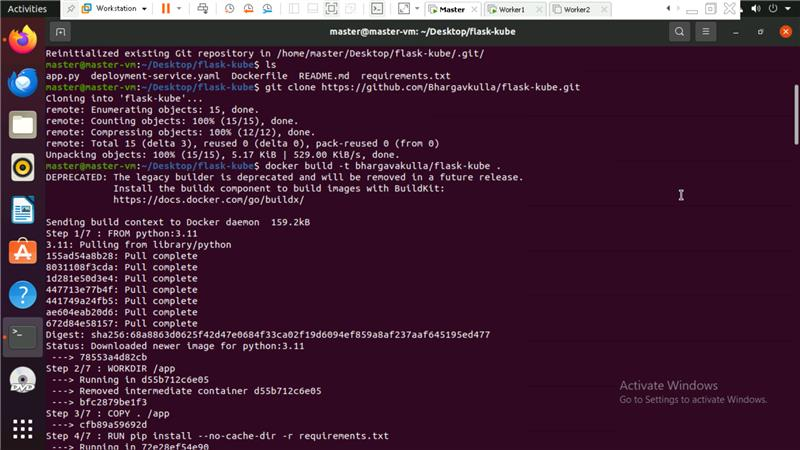 Activities
Workstation
Master
Worker1
Worker2
master@master-vm: ~/Desktop/flask-kube
Reinitialized existing Git repository in /home/master/Desktop/flask-kube/.git/
master@master-vm:~/Desktop/flask-kube$ ls
app.py  deployment-service.yaml  Dockerfile  README.md  requirements.txt
master@master-vm:~/Desktop/flask-kube$ git clone https://github.com/Bhargavkulla/flask-kube.git
Cloning into 'flask-kube'...
remote: Enumerating objects: 15, done.
remote: Counting objects: 100% (15/15), done.
remote: Compressing objects: 100% (12/12), done.
remote: Total 15 (delta 3), reused 0 (delta 0), pack-reused 0 (from 0)
Unpacking objects: 100% (15/15), 5.17 KiB | 529.00 KiB/s, done.
master@master-vm:~/Desktop/flask-kube$ docker build -t bhargavakulla/flask-kube .
DEPRECATED: The legacy builder is deprecated and will be removed in a future release.
            Install the buildx component to build images with BuildKit:
            https://docs.docker.com/go/buildx/
Sending build context to Docker daemon  159.2kB
Step 1/7 : FROM python:3.11
3.11: Pulling from library/python
155ad54a8b28: Pull complete
8031108f3cda: Pull complete
1d281e50d3e4: Pull complete
447713e77b4f: Pull complete
441749a24fb5: Pull complete
ae604eab20d6: Pull complete
672d84e58157: Pull complete
Digest: sha256:68a8863d0625f42d47e0684f33ca02f19d6094ef859a8af237aaf645195ed477
Status: Downloaded newer image for python:3.11
 ---> 78553a4d82cb
Step 2/7 : WORKDIR /app
 ---> Running in d55b712c6e05
 ---> Removed intermediate container d55b712c6e05
 ---> bfc2879be1f3
Step 3/7 : COPY . /app
 ---> cfb89a59692d
Step 4/7 : RUN pip install --no-cache-dir -r requirements.txt
 ---> Running in 72e28ef54e90
Activate Windows
Go to Settings to activate Windows.
DVD